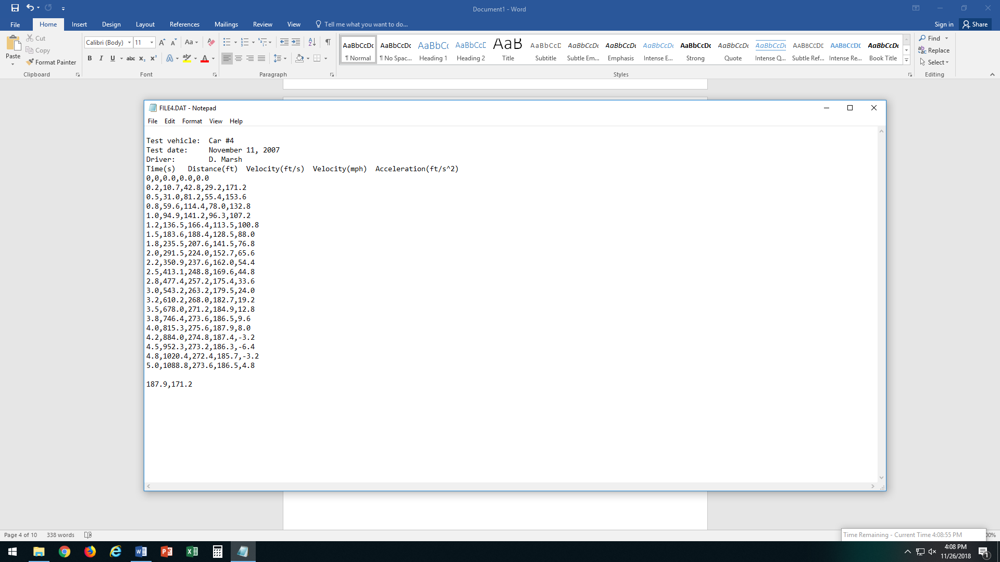 Document1 - Word
File Home Insert Design Layout References Mailings Review View Tell me what you want to do... Sign in Share
Paste Cut Copy Format Painter Clipboard
Calibri (Body) 11 Font
Paragraph
AaBbCcDc AaBbCcDc AaBbCc AaBbCcD AaB AaBbCcD AaBbCcDc AaBbCcDc AaBbCcDc AaBbCcDc AaBbCcDc AaBbCcDc AABBCCDE AABBCCDE AaBbCcDc
¶ Normal ¶ No Spac... Heading 1 Heading 2 Title Subtitle Subtle Em... Emphasis Intense E... Strong Quote Intense Q... Subtle Ref... Intense Re... Book Title
Styles
Find
Replace
Select
Editing
FILE4.DAT - Notepad
File Edit Format View Help
Test vehicle: Car #4
Test date: November 11, 2007
Driver: D. Marsh
Time(s) Distance(ft) Velocity(ft/s) Velocity(mph) Acceleration(ft/s^2)
0,0,0.0,0.0,0.0
0.2,10.7,42.8,29.2,171.2
0.5,31.0,81.2,55.4,153.6
0.8,59.6,114.4,78.0,132.8
1.0,94.9,141.2,96.3,107.2
1.2,136.5,166.4,113.5,100.8
1.5,183.6,188.4,128.5,88.0
1.8,235.5,207.6,141.5,76.8
2.0,291.5,224.0,152.7,65.6
2.2,350.9,237.6,162.0,54.4
2.5,413.1,248.8,169.6,44.8
2.8,477.4,257.2,175.4,33.6
3.0,543.2,263.2,179.5,24.0
3.2,610.2,268.0,182.7,19.2
3.5,678.0,271.2,184.9,12.8
3.8,746.4,273.6,186.5,9.6
4.0,815.3,275.6,187.9,8.0
4.2,884.0,274.8,187.4,-3.2
4.5,952.3,273.2,186.3,-6.4
4.8,1020.4,272.4,185.7,-3.2
5.0,1088.8,273.6,186.5,4.8
187.9,171.2
Page 4 of 10 338 words
Time Remaining - Current Time 4:08:55 PM
00%
4:08 PM
11/26/2018
1